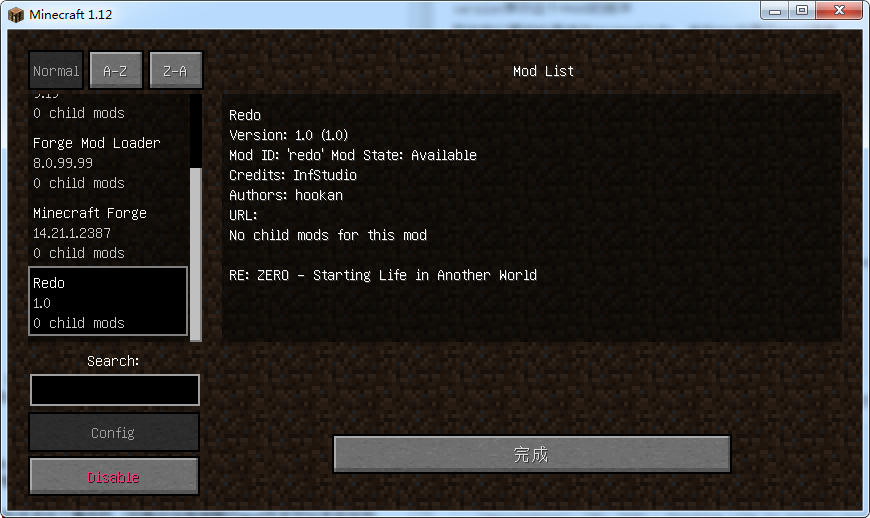 Minecraft 1.12
Normal
A-Z
Z-A
Mod List
0 child mods
Forge Mod Loader
8.0.99.99
0 child mods
Minecraft Forge
14.21.1.2387
0 child mods
Redo
1.0
0 child mods
Search:
Config
Disable
Redo
Version: 1.0 (1.0)
Mod ID: 'redo' Mod State: Available
Credits: InfStudio
Authors: hookan
URL:
No child mods for this mod
RE: ZERO - Starting Life in Another World
完成